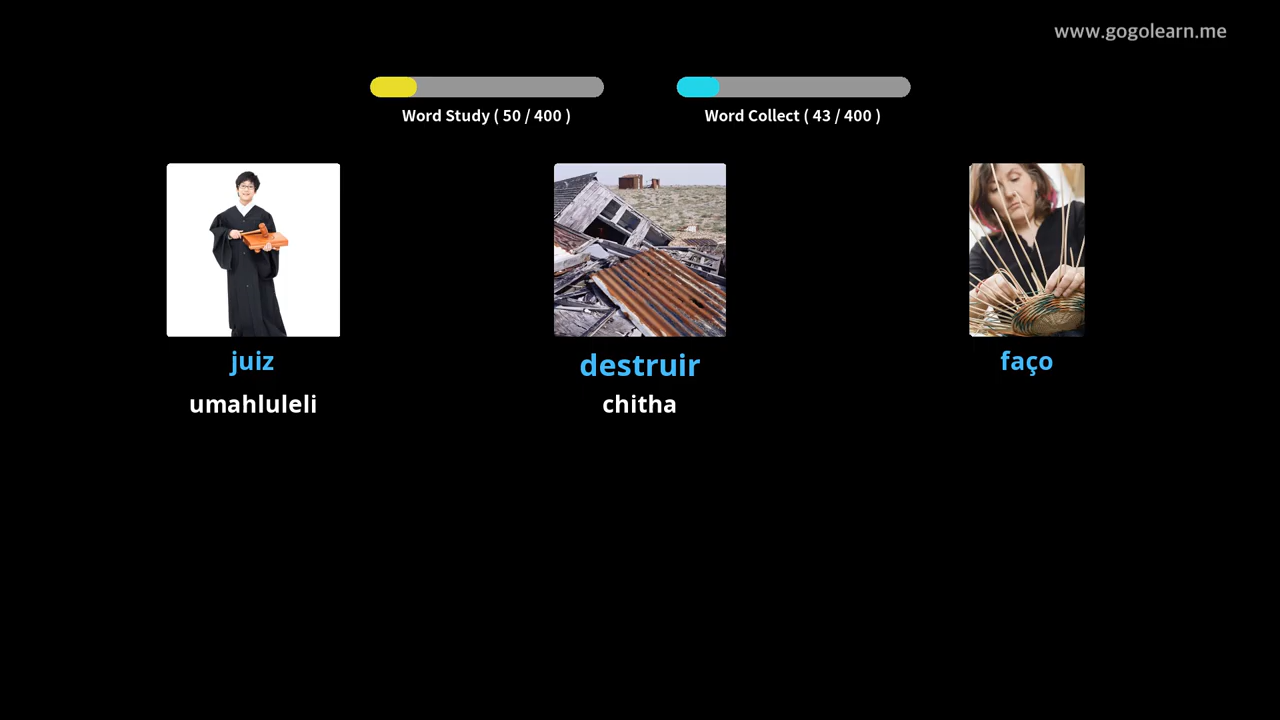 www.gogolearn.me
Word Study ( 50 / 400 )
Word Collect ( 43 / 400 )
juiz
destruir
faço
umahluleli
chitha